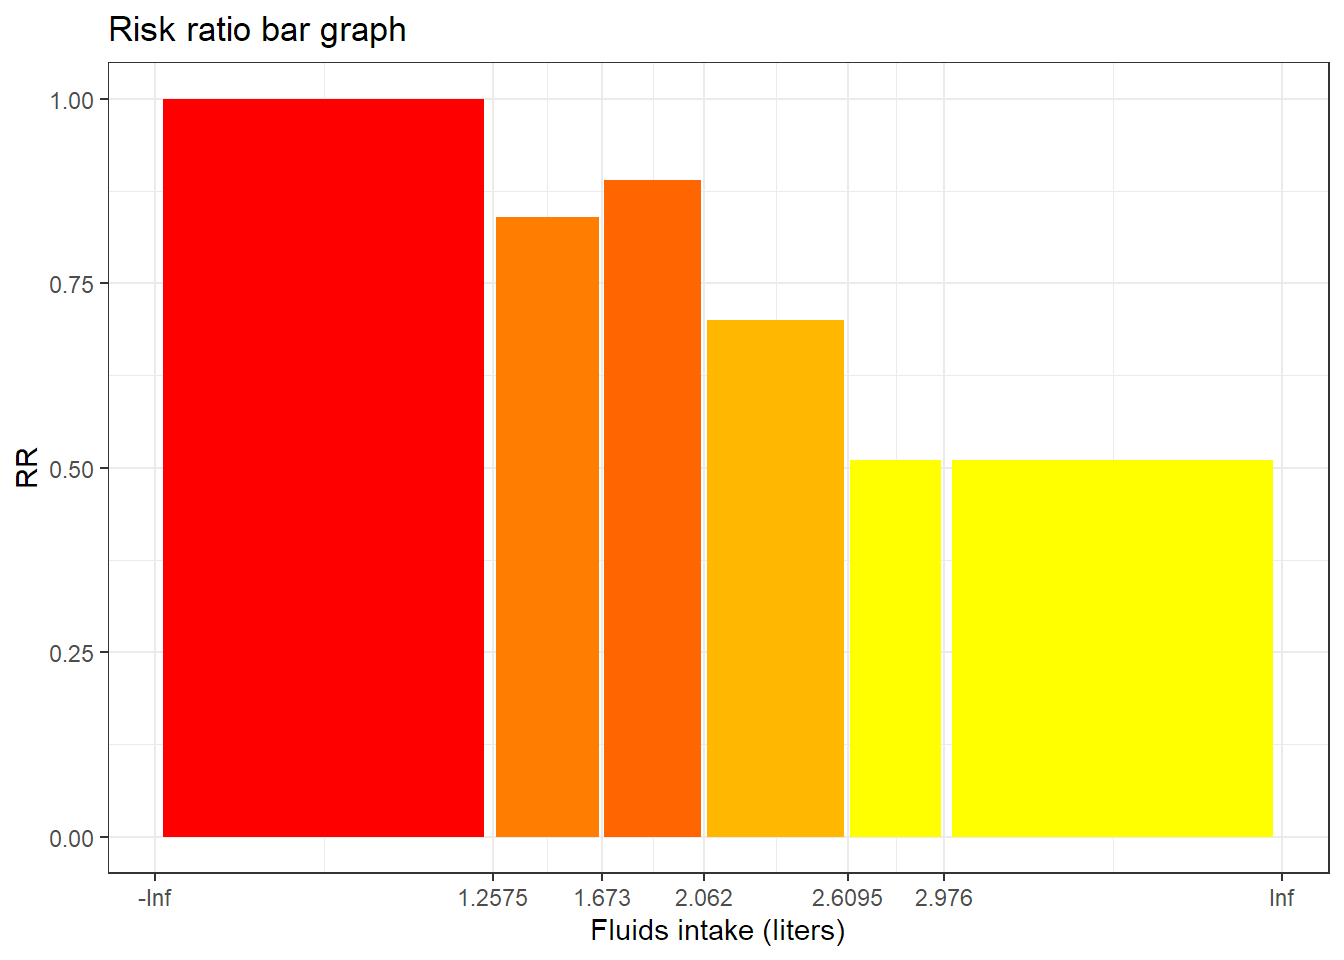 Risk ratio bar graph
1.00
0.75
0.50
0.25
0.00
RR
-Inf 1.2575 1.673 2.062 2.6095 2.976 Inf
Fluids intake (liters)